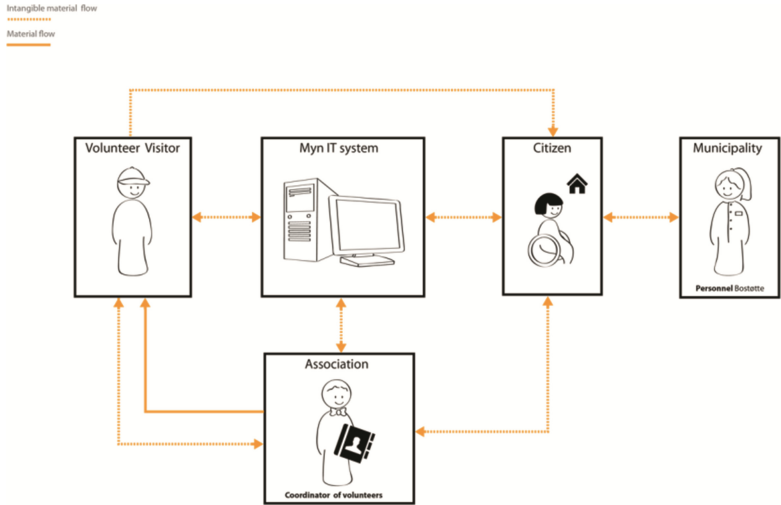 Intangible material flow
Material flow
Volunteer Visitor
Myn IT system
Citizen
Municipality
Personnel Bostøtte
Association
Coordinator of volunteers